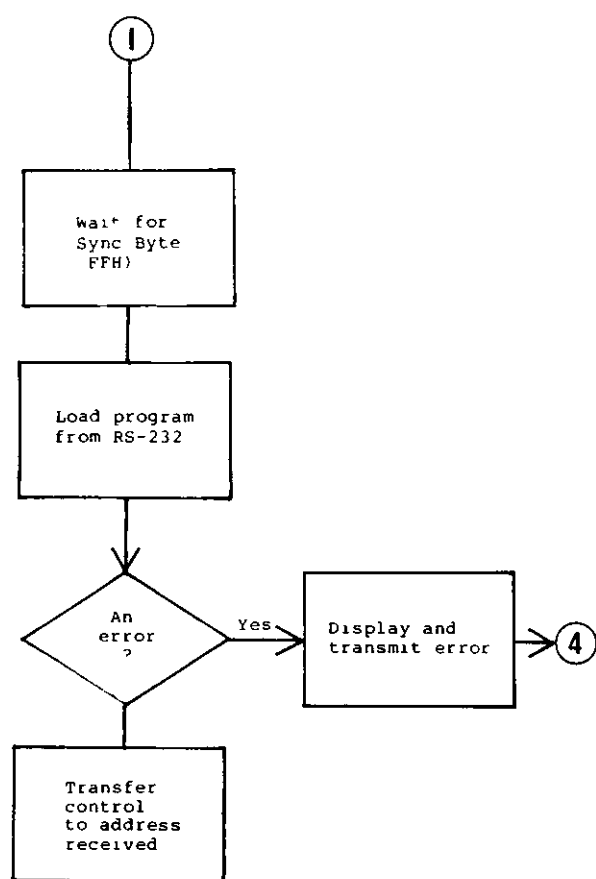 1
Wait for
Sync Byte
FFH)
Load program
from RS-232
An
error
?
Yes
Display and
transmit error
4
Transfer
control
to address
received